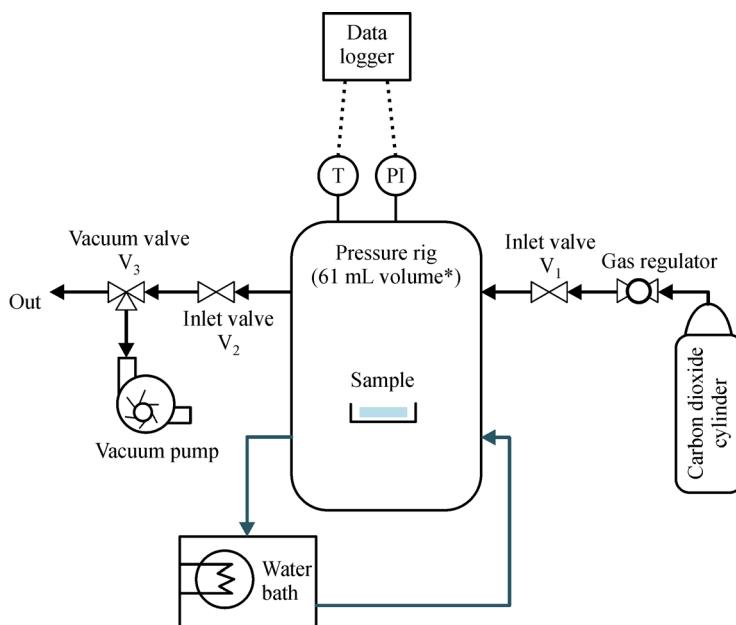 Data
logger
T
PI
Vacuum valve
V3
Pressure rig
(61 mL volume*)
Inlet valve
V1
Gas regulator
Out
Inlet valve
V2
Sample
Vacuum pump
Carbon dioxide
cylinder
Water
bath